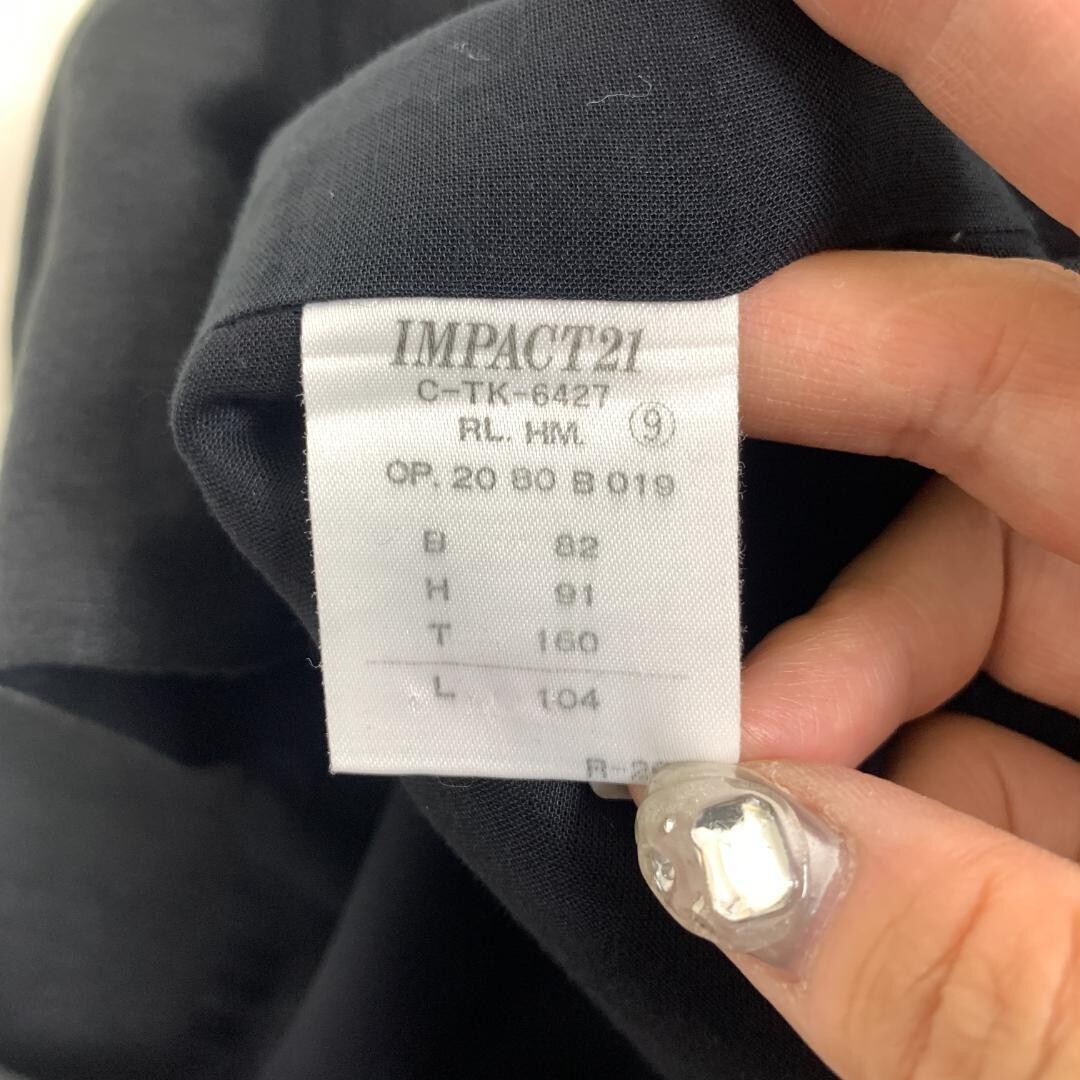 IMPACT21
C-TK-6427
RL. HM. ⑨
OP. 20 80 B 019
B 82
H 91
T 160
L 104